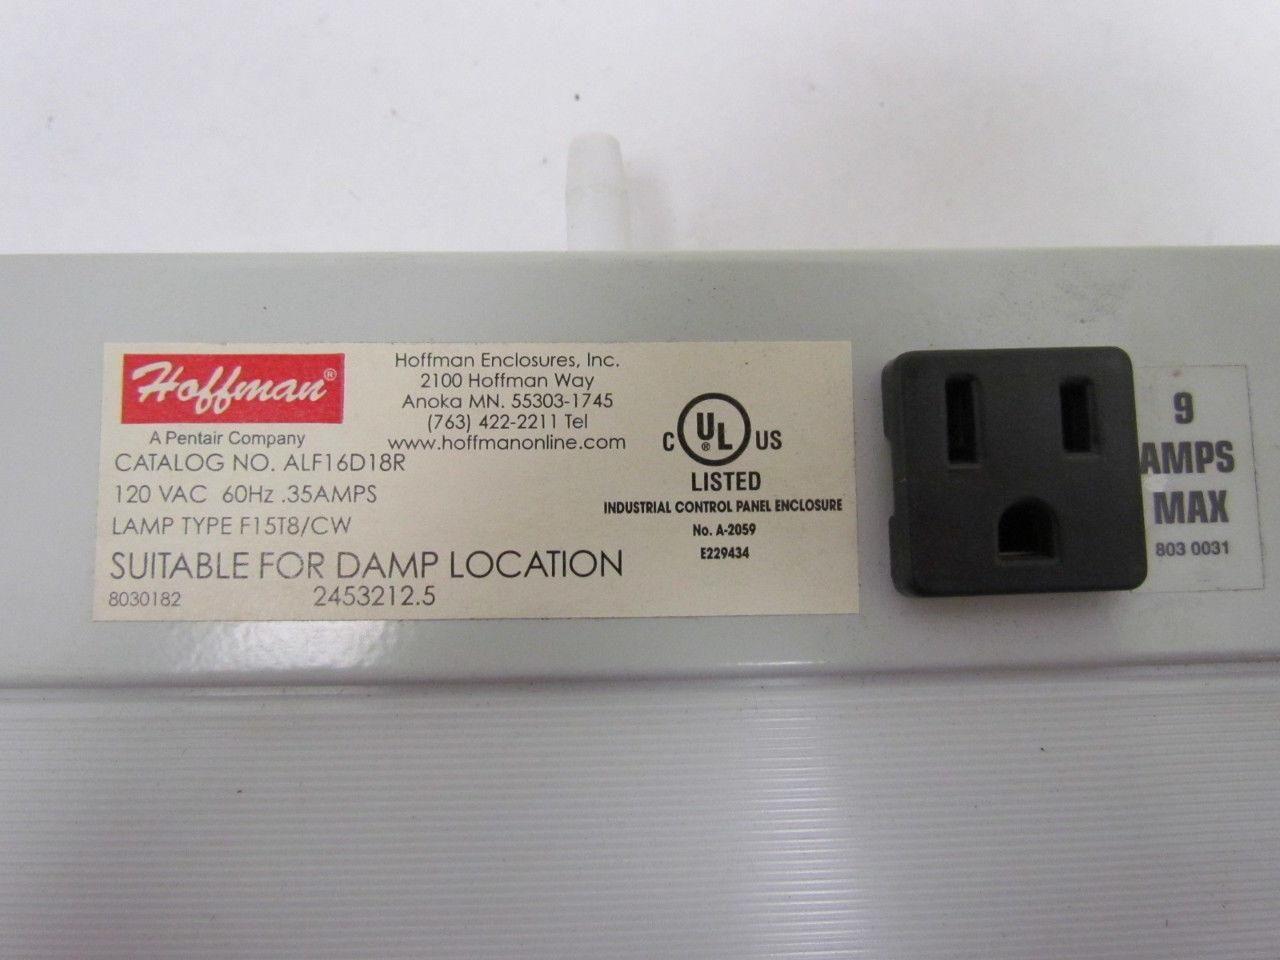 Hoffman®
A Pentair Company
Hoffman Enclosures, Inc.
2100 Hoffman Way
Anoka MN. 55303-1745
(763) 422-2211 Tel
www.hoffmanonline.com
CATALOG NO. ALF16D18R
120 VAC 60Hz .35AMPS
LAMP TYPE F15T8/CW
SUITABLE FOR DAMP LOCATION
8030182 2453212.5
C UL® US
LISTED
INDUSTRIAL CONTROL PANEL ENCLOSURE
No. A-2059
E229434
9
AMPS
MAX
803 0031